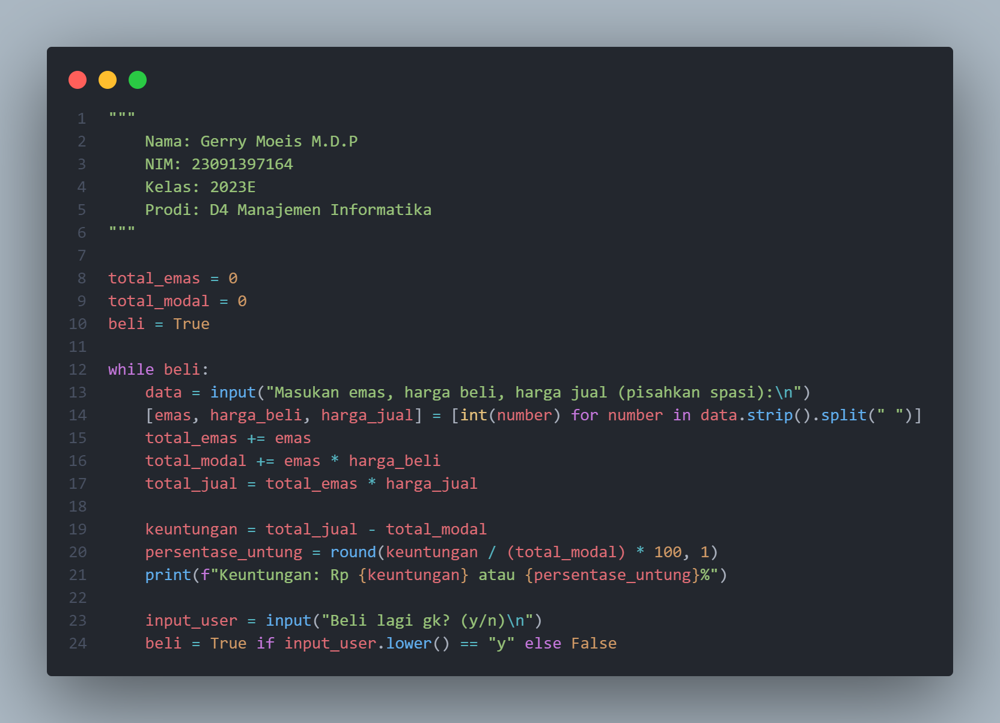 1 """
2     Nama: Gerry Moeis M.D.P
3     NIM: 23091397164
4     Kelas: 2023E
5     Prodi: D4 Manajemen Informatika
6 """
7
8 total_emas = 0
9 total_modal = 0
10 beli = True
11
12 while beli:
13     data = input("Masukan emas, harga beli, harga jual (pisahkan spasi):\n")
14     [emas, harga_beli, harga_jual] = [int(number) for number in data.strip().split(" ")]
15     total_emas += emas
16     total_modal += emas * harga_beli
17     total_jual = total_emas * harga_jual
18
19     keuntungan = total_jual - total_modal
20     persentase_untung = round(keuntungan / (total_modal) * 100, 1)
21     print(f"Keuntungan: Rp {keuntungan} atau {persentase_untung}%")
22
23     input_user = input("Beli lagi gk? (y/n)\n")
24     beli = True if input_user.lower() == "y" else False